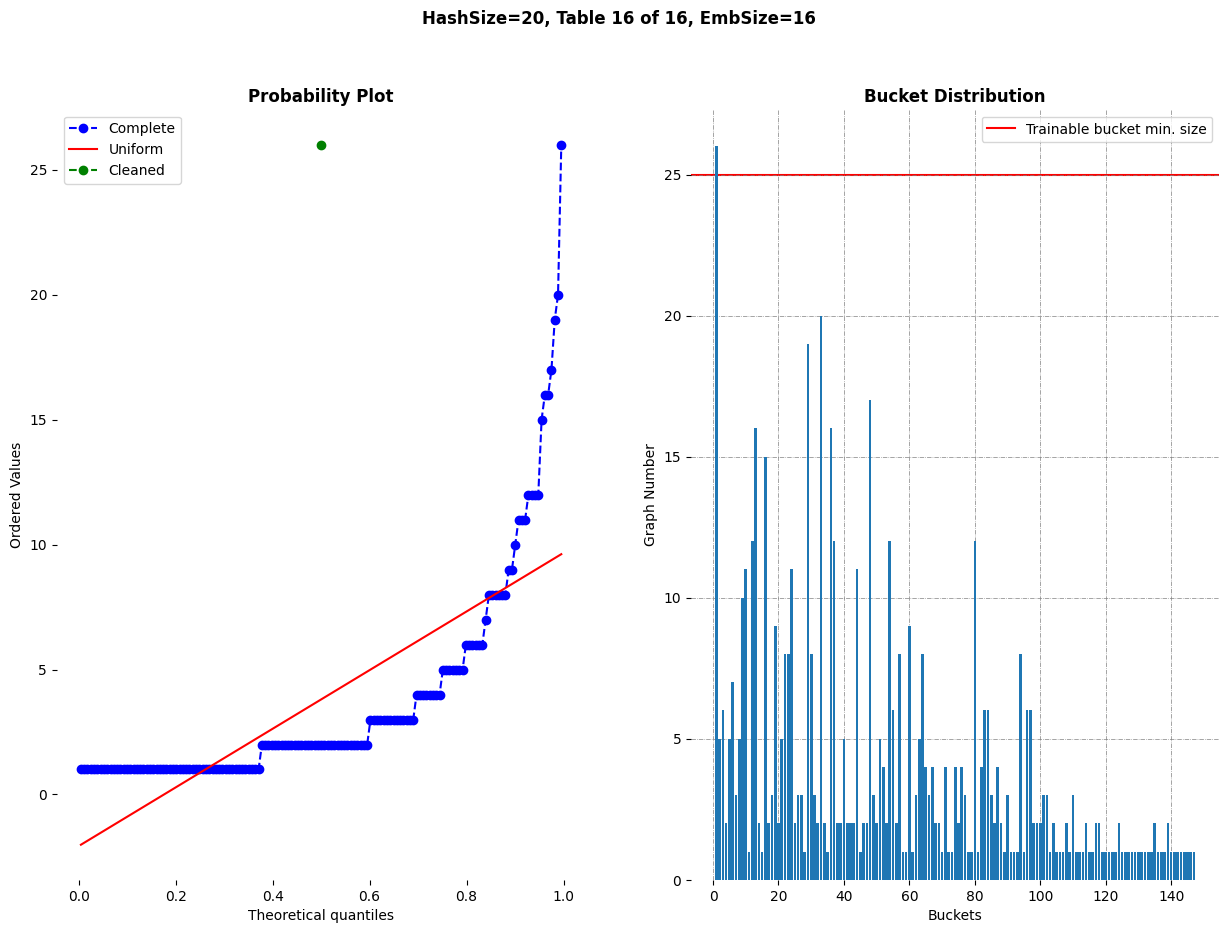 HashSize=20, Table 16 of 16, EmbSize=16
Probability Plot
Complete
Uniform
Cleaned
25
20
15
10
5
0
Ordered Values
0.0 0.2 0.4 0.6 0.8 1.0
Theoretical quantiles
Bucket Distribution
Trainable bucket min. size
25
20
15
10
5
0
Graph Number
0 20 40 60 80 100 120 140
Buckets